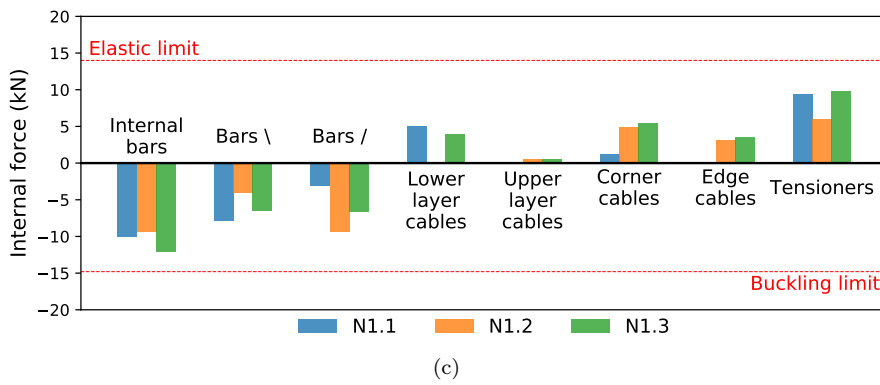 20
Elastic limit
15
10
Internal
bars
Bars \
Bars /
5
0
Lower
layer
cables
Upper
layer
cables
Corner
cables
Edge
cables
Tensioners
−5
−10
−15
Buckling limit
−20
Internal force (kN)
N1.1
N1.2
N1.3
(c)